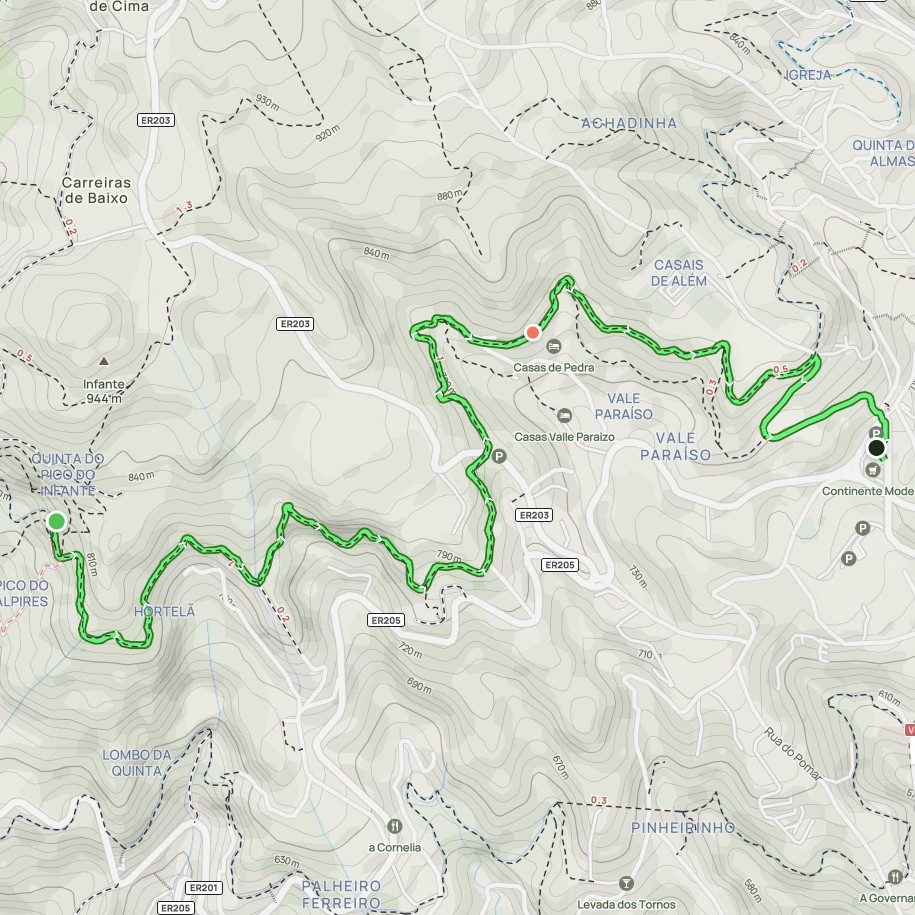 de Cima
880
840 m
IGREJA
ER203
930 m
920 m
ACHADINHA
QUINTA D
ALMAS
Carreiras
de Baixo
880 m
1.3
0.2
840 m
CASAIS
DE ALÉM
0.2
ER203
0.5
Infante
944 m
Casas de Pedra
0.5
0.3
VALE
PARAÍSO
Casas Valle Paraizo
VALE
PARAÍSO
P
P
QUINTA DO
PICO DO
INFANTE
840 m
Continente Mode
ER203
P
P
810 m
790 m
ER205
730 m
PICO DO
ALPIRES
HORTELÃ
0.2
ER205
720 m
710
690 m
610 m
V
LOMBO DA
QUINTA
670 m
Rua do Pomar
0.3
PINHEIRINHO
a Cornelia
630 m
ER201
ER205
PALHEIRO
FERREIRO
580 m
Levada dos Tornos
A Governa